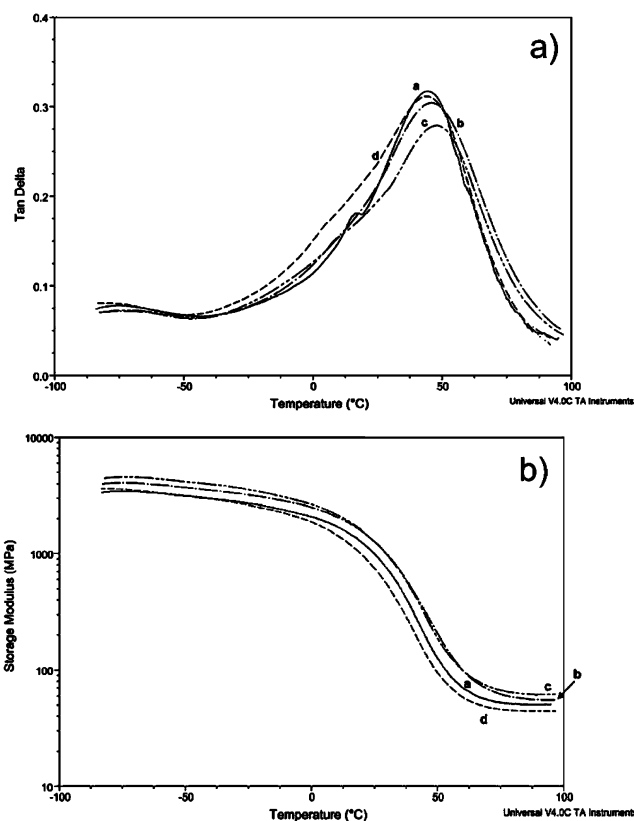 a)
0.4
0.3
0.2
0.1
0.0
Tan Delta
a
b
c
d
-100
-50
0
50
100
Temperature (°C)
Universal V4.0C TA Instruments
b)
10000
1000
100
10
Storage Modulus (MPa)
a
c
b
d
-100
-50
0
50
100
Temperature (°C)
Universal V4.0C TA Instruments